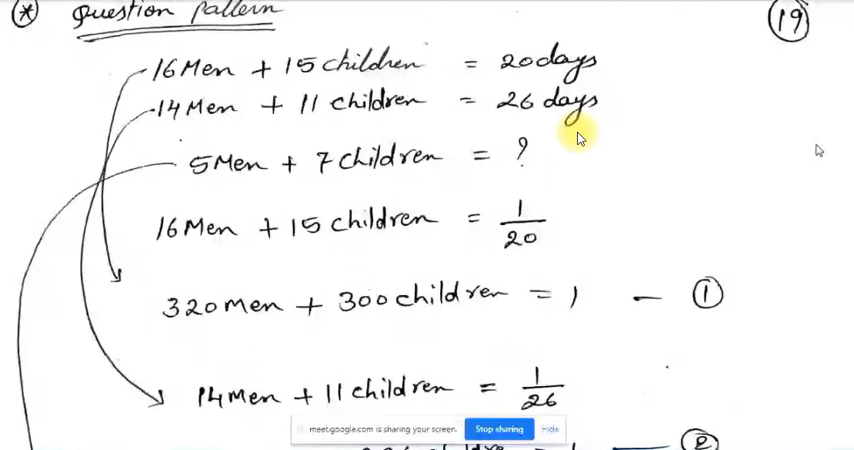 (*) Question Pattern
19
16 Men + 15 children = 20 days
14 Men + 11 children = 26 days
5 Men + 7 children = ?
16 Men + 15 children = 1/20
320 Men + 300 children = 1 — 1
14 Men + 11 children = 1/26
meet.google.com is sharing your screen. Stop sharing Hide
= 1 — 2